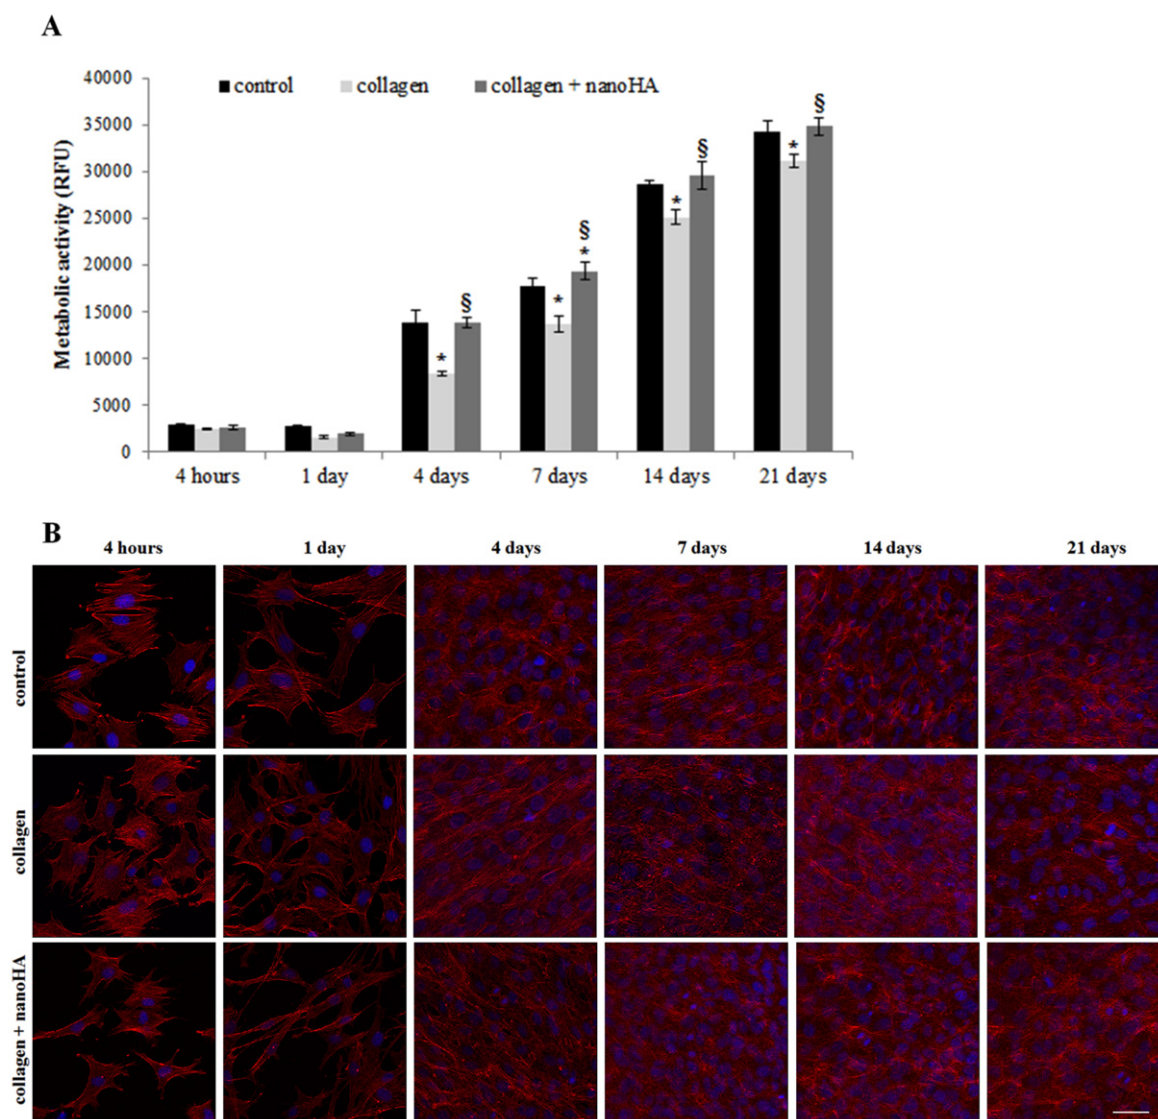 A
control collagen collagen + nanoHA
Metabolic activity (RFU)
40000
35000
30000
25000
20000
15000
10000
5000
0
§
*
§
*
*
§
*
§
*
§
4 hours 1 day 4 days 7 days 14 days 21 days
B
4 hours 1 day 4 days 7 days 14 days 21 days
control
collagen
collagen + nanoHA